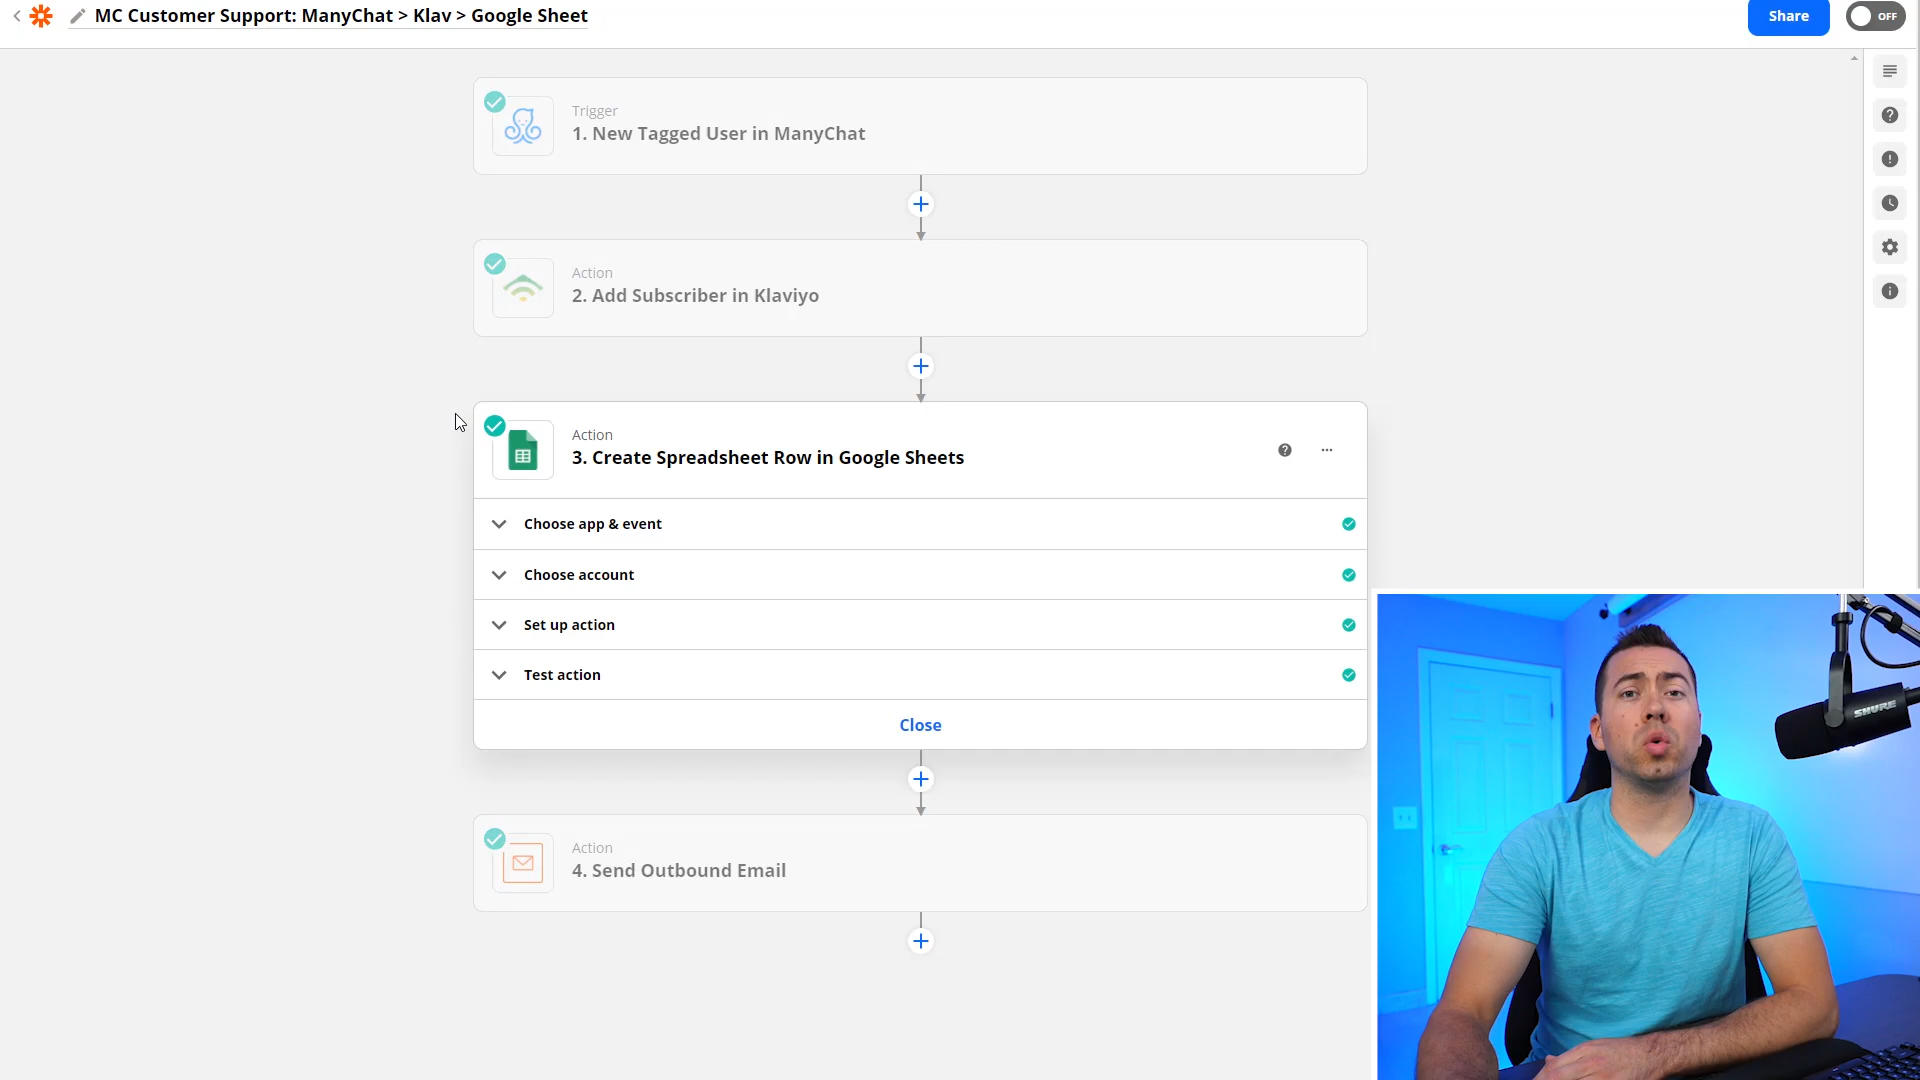 MC Customer Support: ManyChat > Klav > Google Sheet
Share
OFF
Trigger
1. New Tagged User in ManyChat
Action
2. Add Subscriber in Klaviyo
Action
3. Create Spreadsheet Row in Google Sheets
Choose app & event
Choose account
Set up action
Test action
Close
Action
4. Send Outbound Email
SHURE